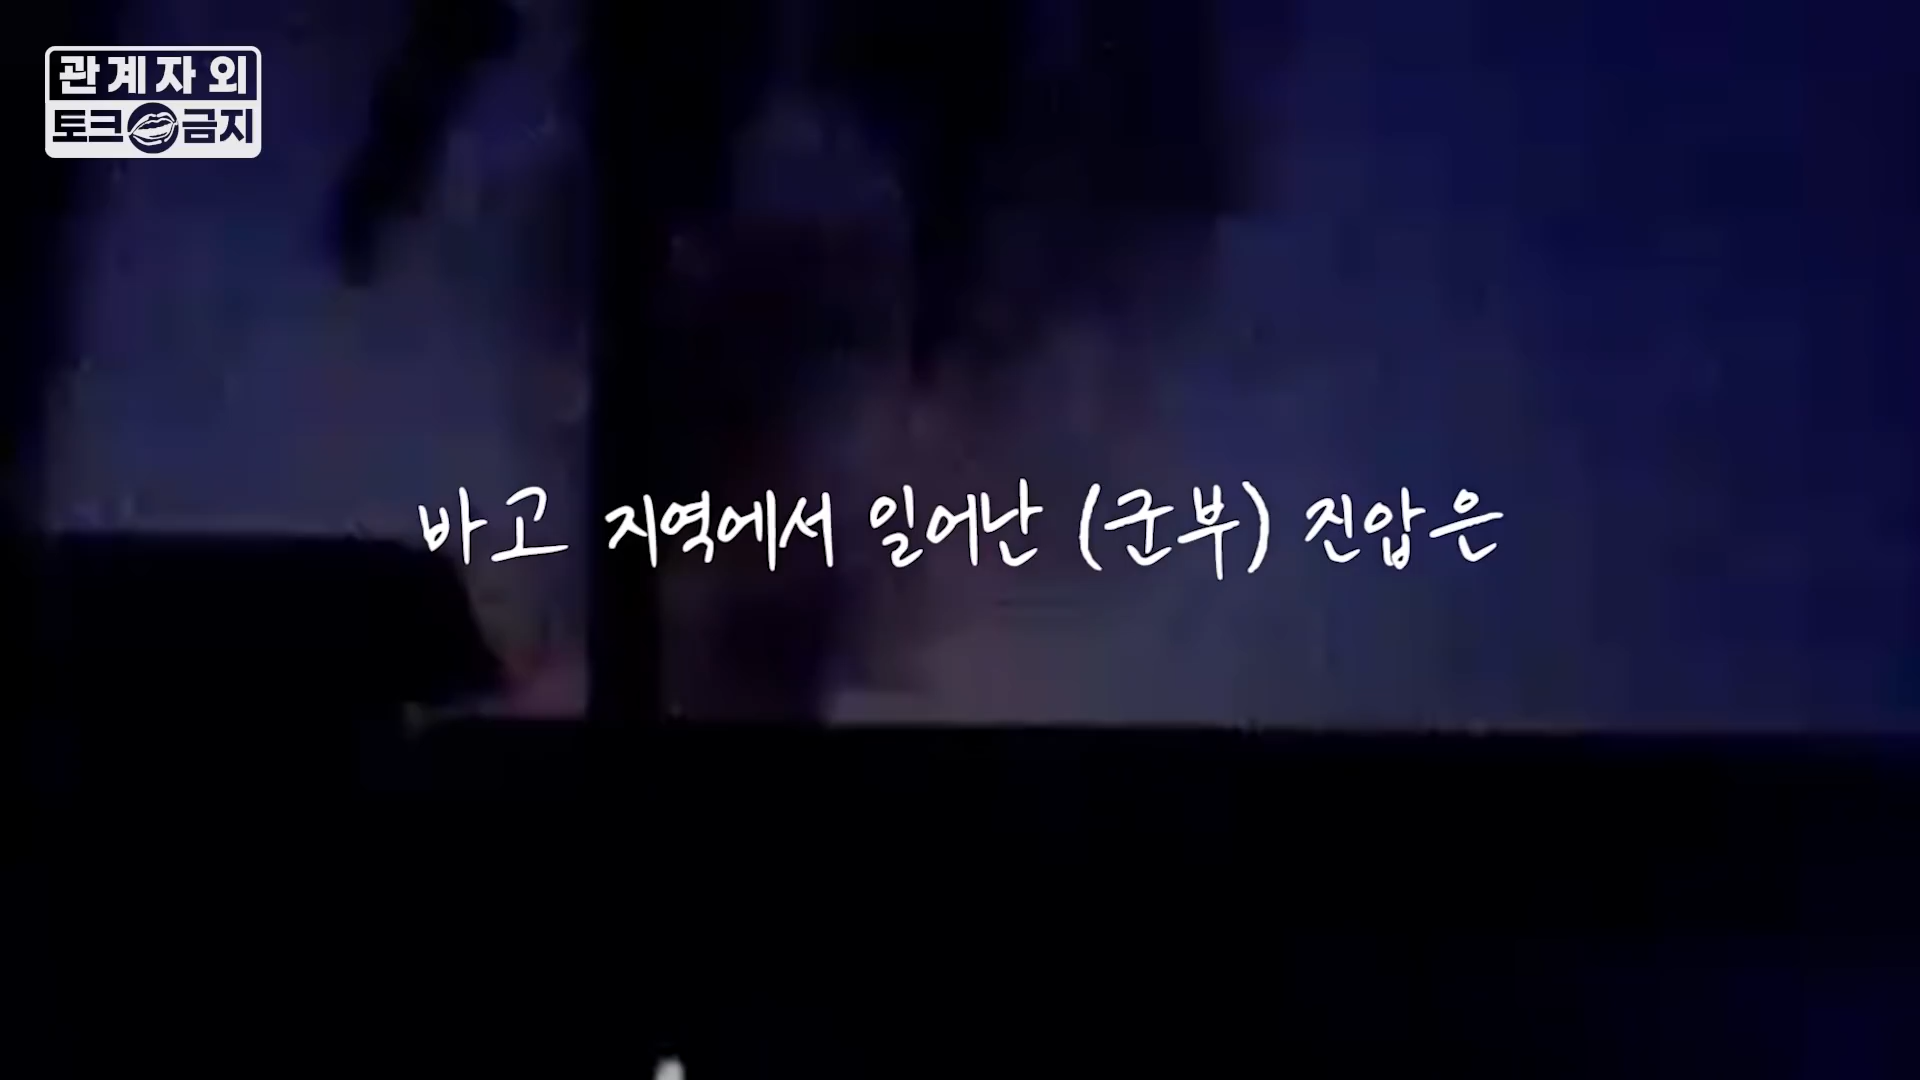 관계자 외
토크 금지
바고 지역에서 일어난 (군부) 진압은